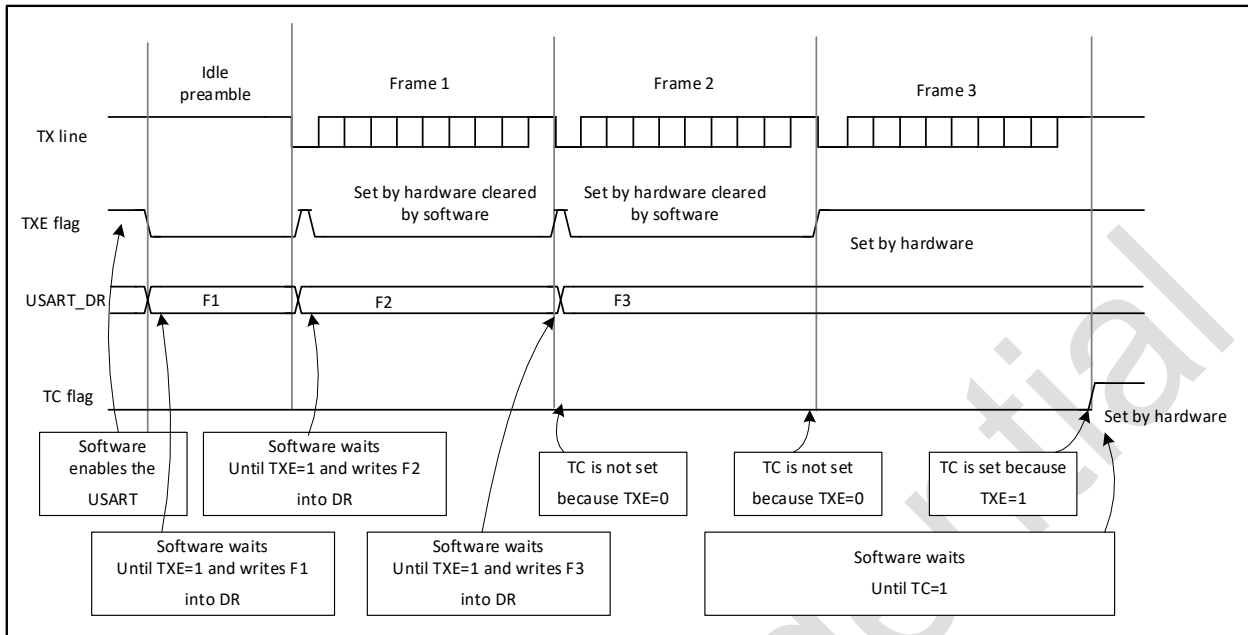 Idle
preamble
Frame 1
Frame 2
Frame 3
TX line
Set by hardware cleared
by software
Set by hardware cleared
by software
TXE flag
Set by hardware
USART_DR
F1
F2
F3
TC flag
Set by hardware
Software
enables the
USART
Software waits
Until TXE=1 and writes F2
into DR
TC is not set
because TXE=0
TC is not set
because TXE=0
TC is set because
TXE=1
Software waits
Until TXE=1 and writes F1
into DR
Software waits
Until TXE=1 and writes F3
into DR
Software waits
Until TC=1
ential